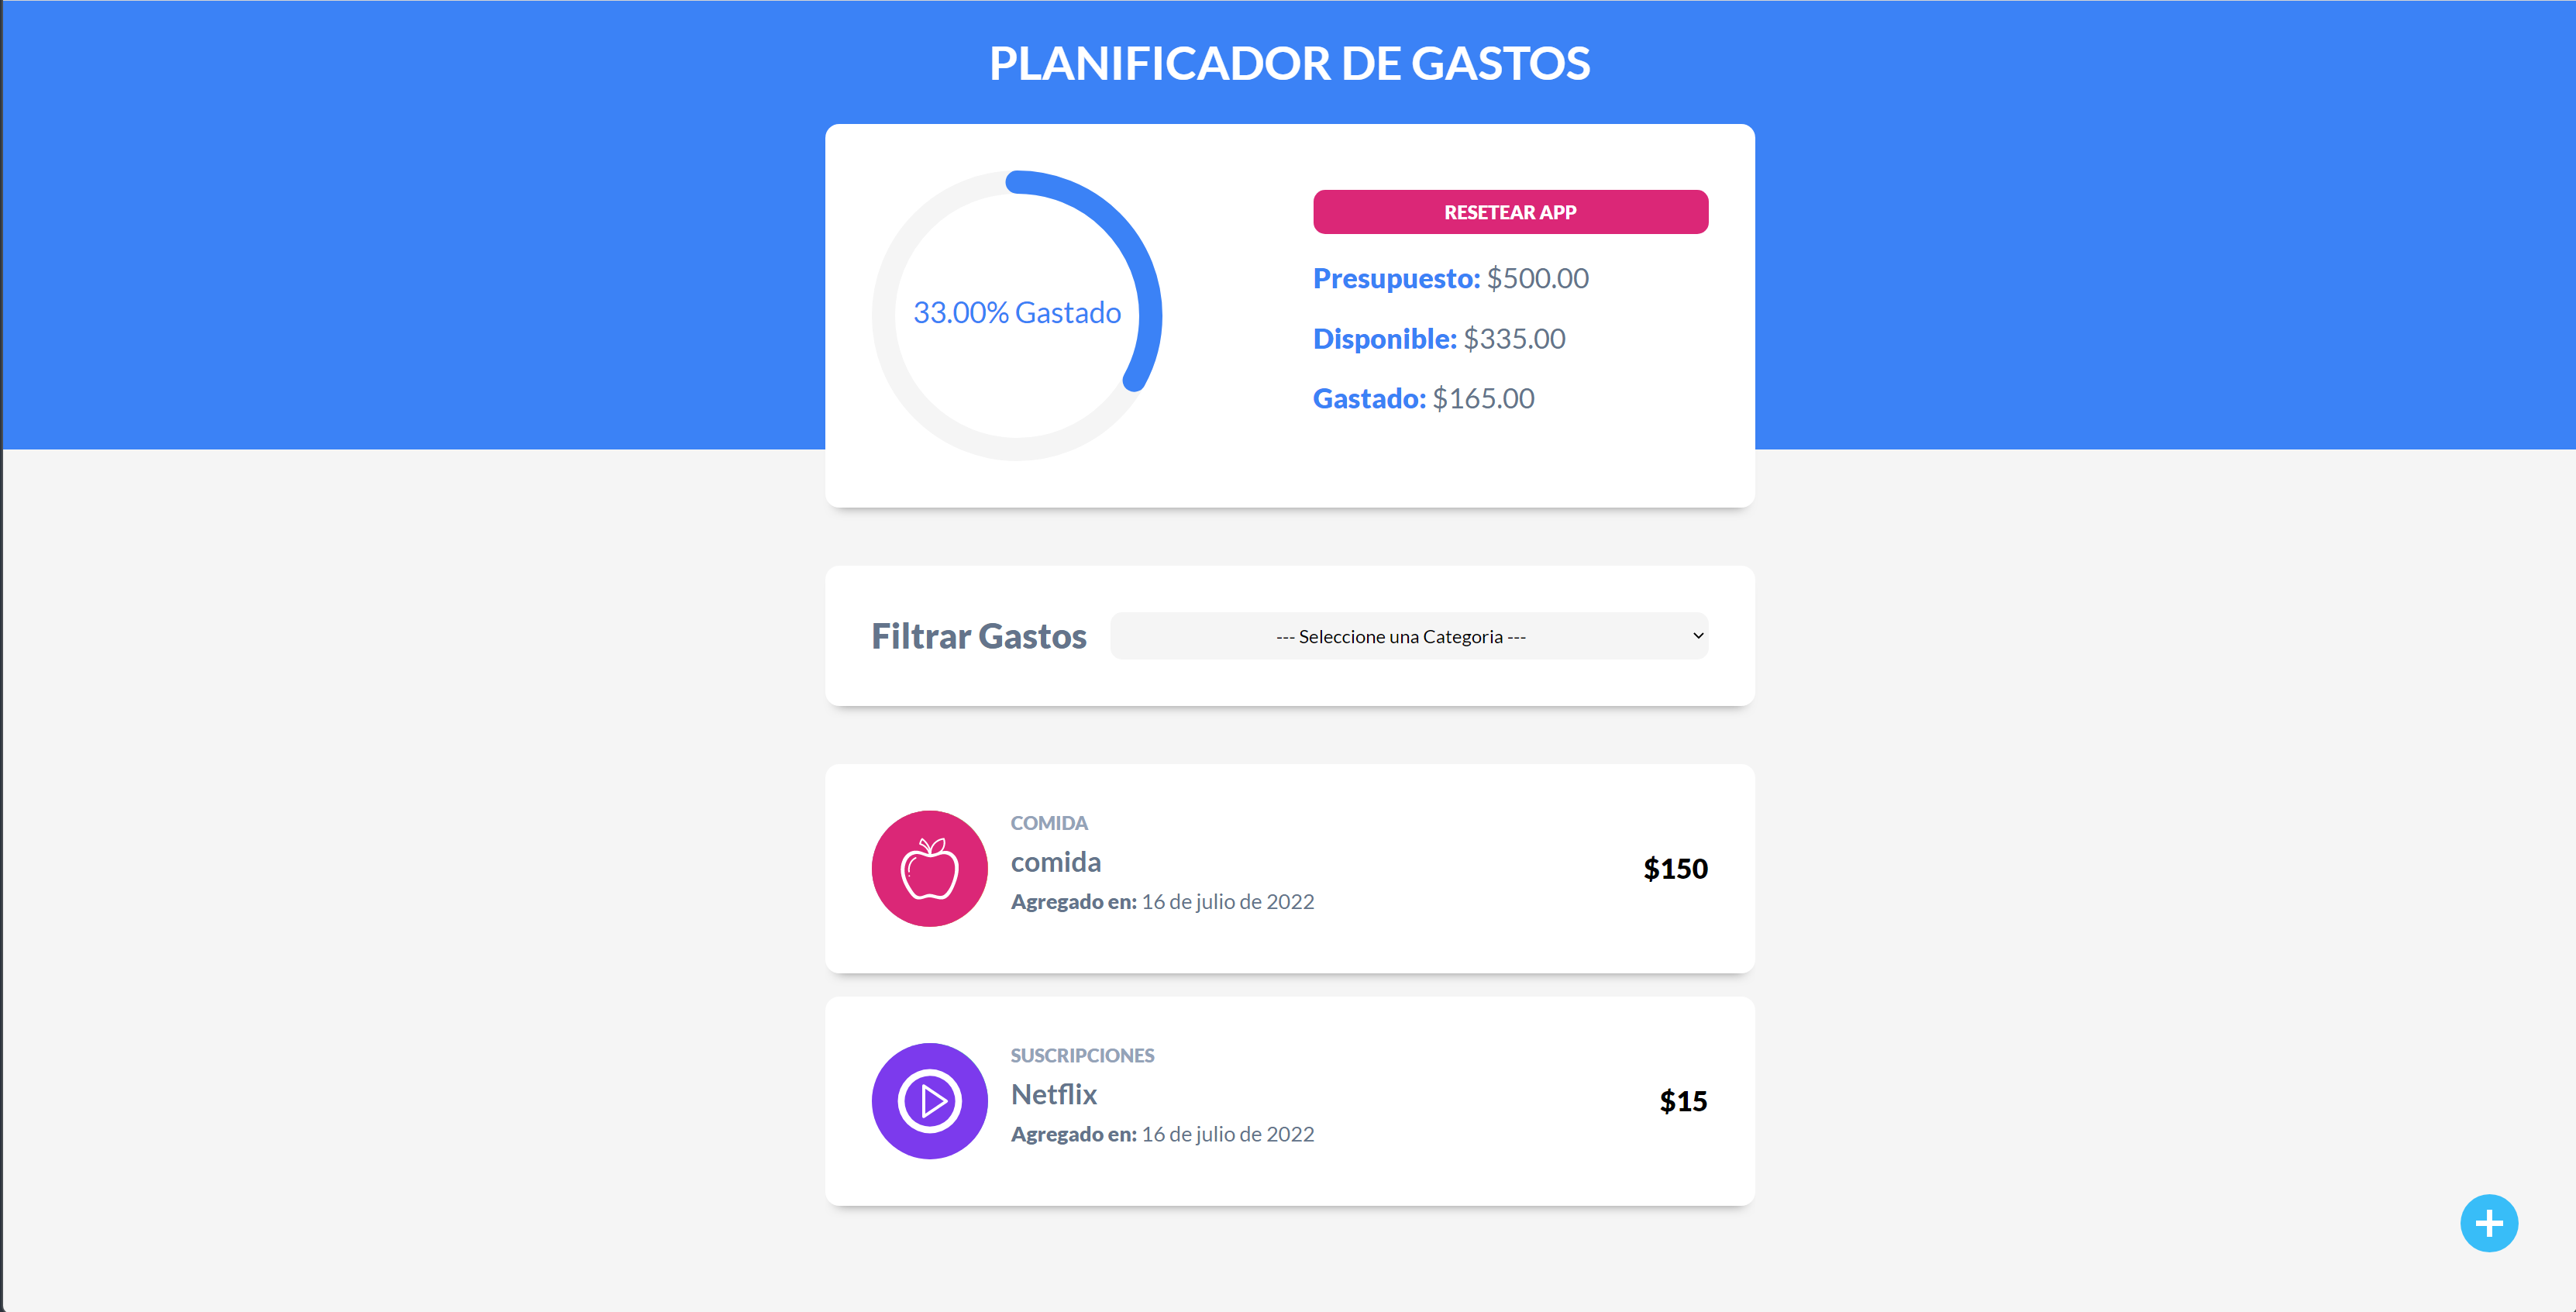 PLANIFICADOR DE GASTOS
33.00% Gastado
RESETEAR APP
Presupuesto: $500.00
Disponible: $335.00
Gastado: $165.00
Filtrar Gastos
--- Seleccione una Categoria ---
COMIDA
comida
Agregado en: 16 de julio de 2022
$150
SUSCRIPCIONES
Netflix
Agregado en: 16 de julio de 2022
$15